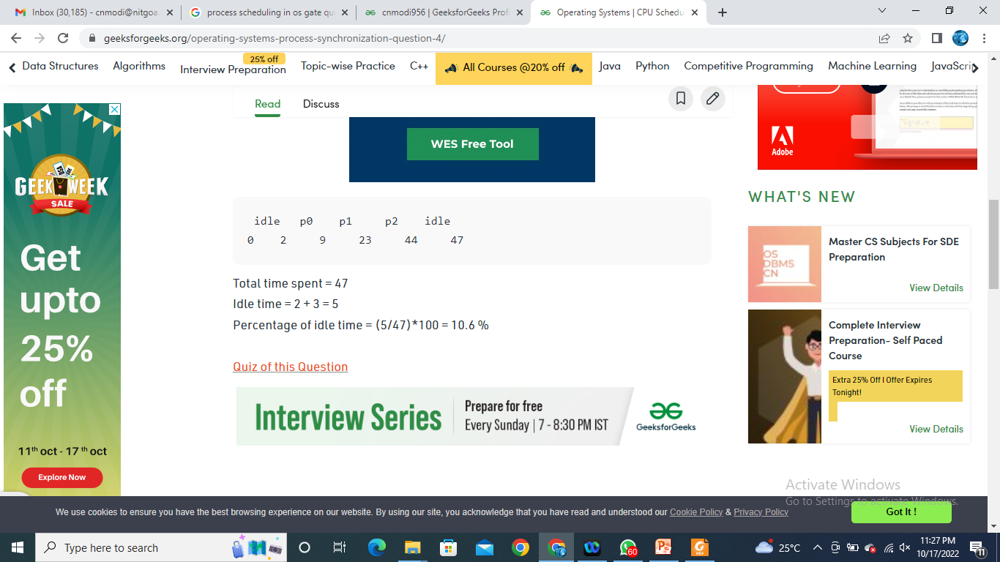 Inbox (30,185) - cnmodi@nitgoa.
process scheduling in os gate qu
cnmodi956 | GeeksforGeeks Profi
Operating Systems | CPU Schedu
geeksforgeeks.org/operating-systems-process-synchronization-question-4/
Data Structures
Algorithms
25% off
Interview Preparation
Topic-wise Practice
C++
All Courses @20% off
Java
Python
Competitive Programming
Machine Learning
JavaScrip
Read
Discuss
GEEK WEEK
SALE
Get
upto
25%
off
11th oct - 17 th oct
Explore Now
WES Free Tool
idle p0 p1 p2 idle
0 2 9 23 44 47
Total time spent = 47
Idle time = 2 + 3 = 5
Percentage of idle time = (5/47)*100 = 10.6 %
Quiz of this Question
Interview Series
Prepare for free
Every Sunday | 7 - 8:30 PM IST
GeeksforGeeks
Signature
Adobe
WHAT'S NEW
OS
DBMS
CN
Master CS Subjects For SDE
Preparation
View Details
Complete Interview
Preparation- Self Paced
Course
Extra 25% Off I Offer Expires
Tonight!
View Details
Activate Windows
Go to Settings to activate Windows.
We use cookies to ensure you have the best browsing experience on our website. By using our site, you acknowledge that you have read and understood our Cookie Policy & Privacy Policy
Got It !
Type here to search
60
PDF
25°C
11:27 PM
10/17/2022
11